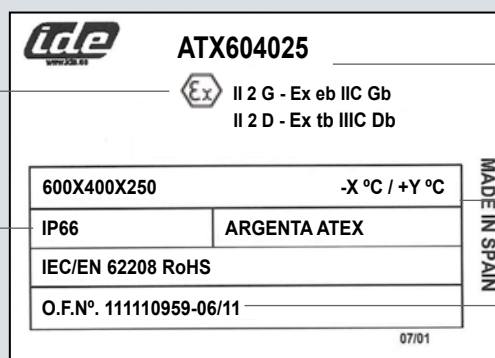 ide
www.ide.es
ATX604025
Ex II 2 G - Ex eb IIC Gb
II 2 D - Ex tb IIIC Db
600X400X250 -X ºC / +Y ºC
IP66 ARGENTA ATEX
IEC/EN 62208 RoHS
O.F.Nº. 111110959-06/11
MADE IN SPAIN
07/01